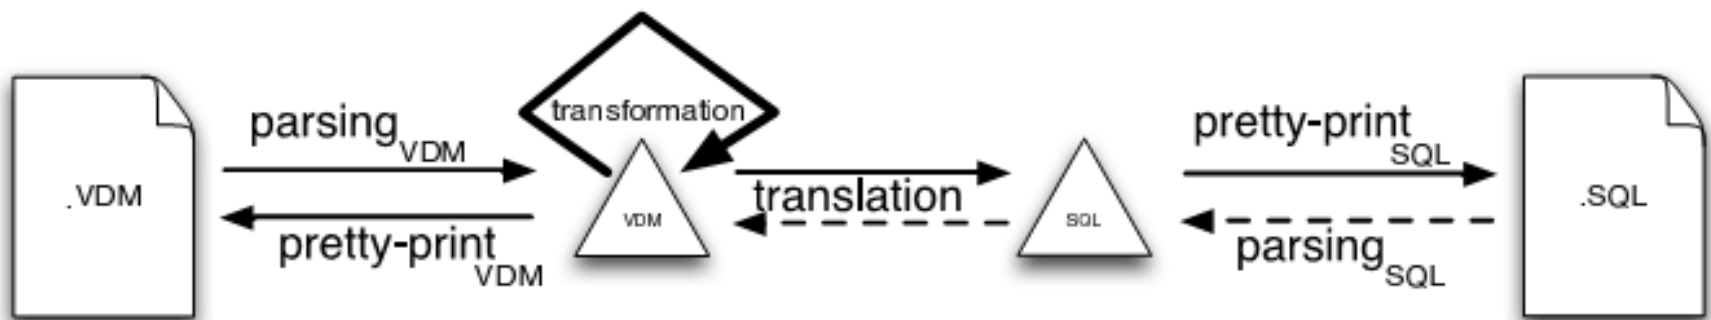 .VDM
parsing VDM
pretty-print VDM
transformation
VDM
translation
SQL
pretty-print SQL
parsing SQL
.SQL